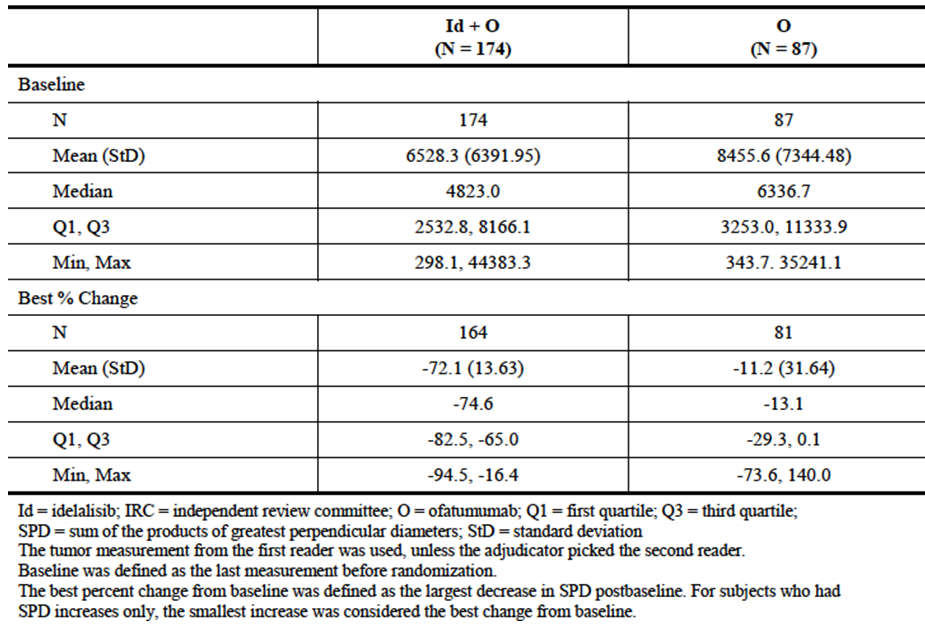 Id + O O
(N = 174) (N = 87)
Baseline
N 174 87
Mean (StD) 6528.3 (6391.95) 8455.6 (7344.48)
Median 4823.0 6336.7
Q1, Q3 2532.8, 8166.1 3253.0, 11333.9
Min, Max 298.1, 44383.3 343.7. 35241.1
Best % Change
N 164 81
Mean (StD) -72.1 (13.63) -11.2 (31.64)
Median -74.6 -13.1
Q1, Q3 -82.5, -65.0 -29.3, 0.1
Min, Max -94.5, -16.4 -73.6, 140.0
Id = idelalisib; IRC = independent review committee; O = ofatumumab; Q1 = first quartile; Q3 = third quartile;
SPD = sum of the products of greatest perpendicular diameters; StD = standard deviation
The tumor measurement from the first reader was used, unless the adjudicator picked the second reader.
Baseline was defined as the last measurement before randomization.
The best percent change from baseline was defined as the largest decrease in SPD postbaseline. For subjects who had
SPD increases only, the smallest increase was considered the best change from baseline.